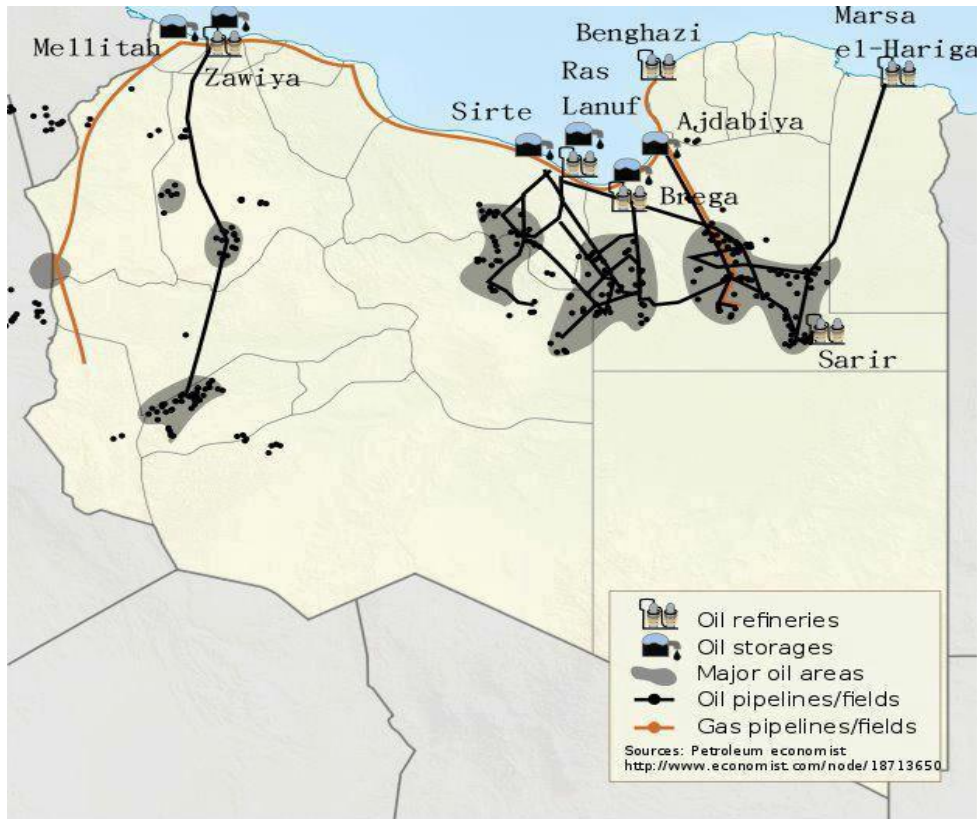 Mellitah
Zawiya
Sirte
Benghazi
Ras
Lanuf
Ajdabiya
Brega
Marsa
el-Hariga
Sarir
Oil refineries
Oil storages
Major oil areas
Oil pipelines/fields
Gas pipelines/fields
Sources: Petroleum economist
http://www.economist.com/node/18713650